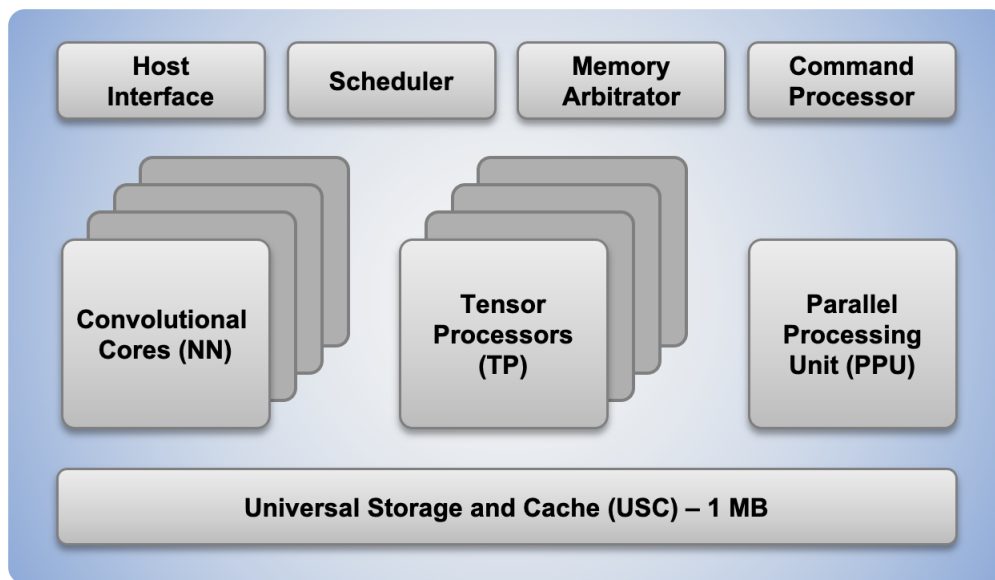 Host
Interface
Scheduler
Memory
Arbitrator
Command
Processor
Convolutional
Cores (NN)
Tensor
Processors
(TP)
Parallel
Processing
Unit (PPU)
Universal Storage and Cache (USC) – 1 MB